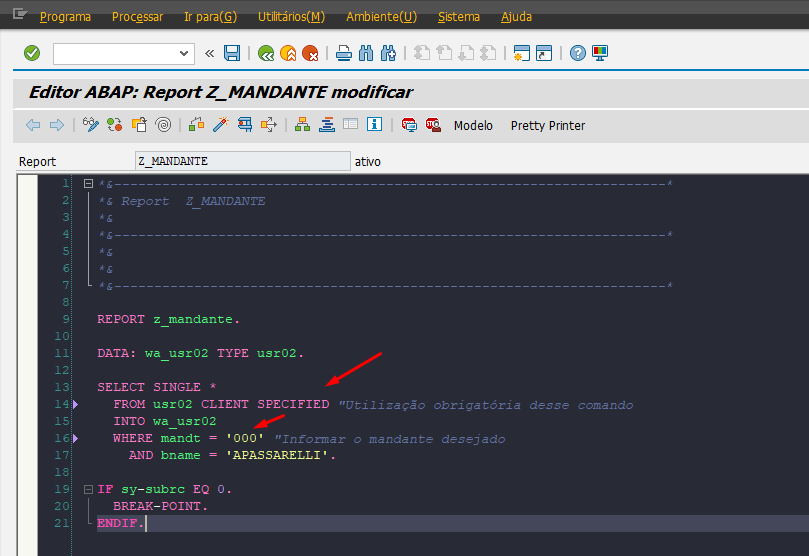 Programa Processar Ir para(G) Utilitários(M) Ambiente(U) Sistema Ajuda
Editor ABAP: Report Z_MANDANTE modificar
Modelo Pretty Printer
Report Z_MANDANTE ativo
1 *&---------------------------------------------------------------------*
2 *& Report  Z_MANDANTE
3 *&
4 *&---------------------------------------------------------------------*
5 *&
6 *&
7 *&---------------------------------------------------------------------*
8
9 REPORT z_mandante.
10
11 DATA: wa_usr02 TYPE usr02.
12
13 SELECT SINGLE *
14   FROM usr02 CLIENT SPECIFIED "Utilização obrigatória desse comando
15   INTO wa_usr02
16   WHERE mandt = '000' "Informar o mandante desejado
17     AND bname = 'APASSARELLI'.
18
19 IF sy-subrc EQ 0.
20   BREAK-POINT.
21 ENDIF.